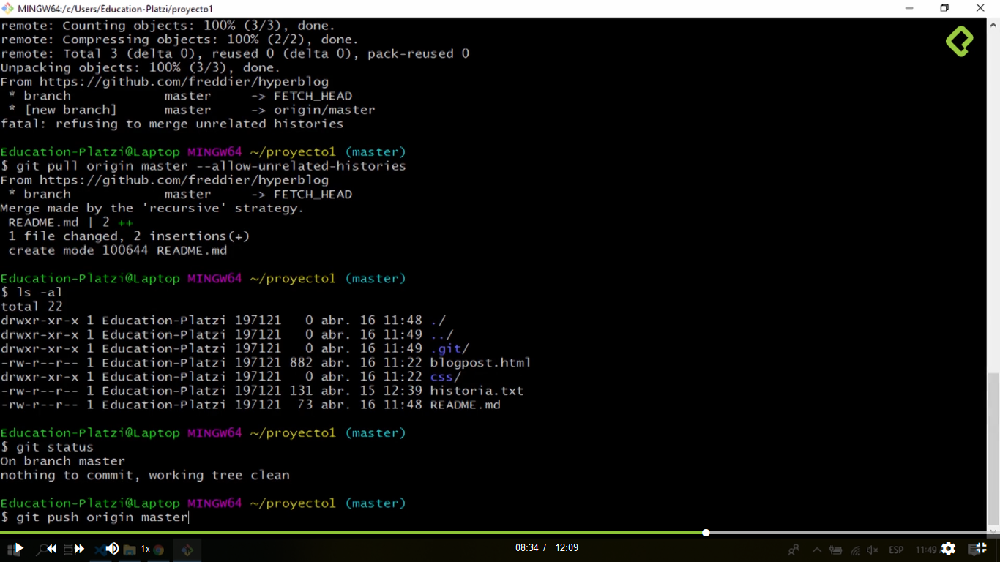 MINGW64:/c/Users/Education-Platzi/proyecto1
remote: Counting objects: 100% (3/3), done.
remote: Compressing objects: 100% (2/2), done.
remote: Total 3 (delta 0), reused 0 (delta 0), pack-reused 0
Unpacking objects: 100% (3/3), done.
From https://github.com/freddier/hyperblog
 * branch            master     -> FETCH_HEAD
 * [new branch]      master     -> origin/master
fatal: refusing to merge unrelated histories
Education-Platzi@Laptop MINGW64 ~/proyecto1 (master)
$ git pull origin master --allow-unrelated-histories
From https://github.com/freddier/hyperblog
 * branch            master     -> FETCH_HEAD
Merge made by the 'recursive' strategy.
 README.md | 2 ++
 1 file changed, 2 insertions(+)
 create mode 100644 README.md
Education-Platzi@Laptop MINGW64 ~/proyecto1 (master)
$ ls -al
total 22
drwxr-xr-x 1 Education-Platzi 197121   0 abr. 16 11:48 ./
drwxr-xr-x 1 Education-Platzi 197121   0 abr. 16 11:49 ../
drwxr-xr-x 1 Education-Platzi 197121   0 abr. 16 11:49 .git/
-rw-r--r-- 1 Education-Platzi 197121 882 abr. 16 11:22 blogpost.html
drwxr-xr-x 1 Education-Platzi 197121   0 abr. 16 11:22 css/
-rw-r--r-- 1 Education-Platzi 197121 131 abr. 15 12:39 historia.txt
-rw-r--r-- 1 Education-Platzi 197121  73 abr. 16 11:48 README.md
Education-Platzi@Laptop MINGW64 ~/proyecto1 (master)
$ git status
On branch master
nothing to commit, working tree clean
Education-Platzi@Laptop MINGW64 ~/proyecto1 (master)
$ git push origin master
1x 08:34 / 12:09 ESP 11:49